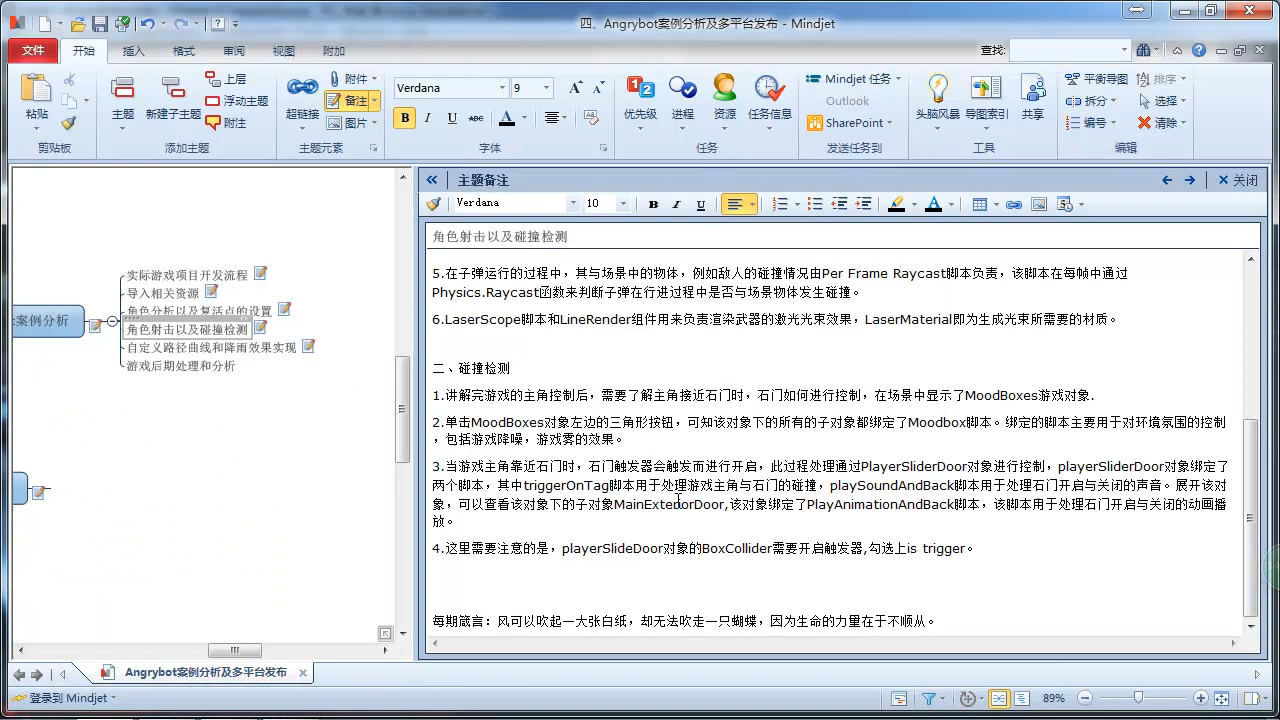 四、Angrybot案例分析及多平台发布 - Mindjet
文件 开始 插入 格式 审阅 视图 附加 查找:
粘贴 主题 新建子主题 上层 浮动主题 附注 超链接 附件 备注 图片 Verdana 9 B I U ABC A 优先级 进程 资源 任务信息 Mindjet 任务 Outlook SharePoint 头脑风暴 导图索引 共享 平衡导图 拆分 编号 排序 选择 清除
剪贴板 添加主题 主题元素 字体 任务 发送任务到 工具 编辑
主题备注 关闭
Verdana 10 B I U A
角色射击以及碰撞检测
案例分析
实际游戏项目开发流程
导入相关资源
角色分析以及复活点的设置
角色射击以及碰撞检测
自定义路径曲线和降雨效果实现
游戏后期处理和分析
5.在子弹运行的过程中，其与场景中的物体，例如敌人的碰撞情况由Per Frame Raycast脚本负责，该脚本在每帧中通过
Physics.Raycast函数来判断子弹在行进过程中是否与场景物体发生碰撞。
6.LaserScope脚本和LineRender组件用来负责渲染武器的激光光束效果，LaserMaterial即为生成光束所需要的材质。
二、碰撞检测
1.讲解完游戏的主角控制后，需要了解主角接近石门时，石门如何进行控制，在场景中显示了MoodBoxes游戏对象.
2.单击MoodBoxes对象左边的三角形按钮，可知该对象下的所有的子对象都绑定了Moodbox脚本。绑定的脚本主要用于对环境氛围的控制
，包括游戏降噪，游戏雾的效果。
3.当游戏主角靠近石门时，石门触发器会触发而进行开启，此过程处理通过PlayerSliderDoor对象进行控制，playerSliderDoor对象绑定了
两个脚本，其中triggerOnTag脚本用于处理游戏主角与石门的碰撞，playSoundAndBack脚本用于处理石门开启与关闭的声音。展开该对
象，可以查看该对象下的子对象MainExteriorDoor,该对象绑定了PlayAnimationAndBack脚本，该脚本用于处理石门开启与关闭的动画播
放。
4.这里需要注意的是，playerSlideDoor对象的BoxCollider需要开启触发器,勾选上is trigger。
每期箴言：风可以吹起一大张白纸，却无法吹走一只蝴蝶，因为生命的力量在于不顺从。
Angrybot案例分析及多平台发布
登录到 Mindjet 89%